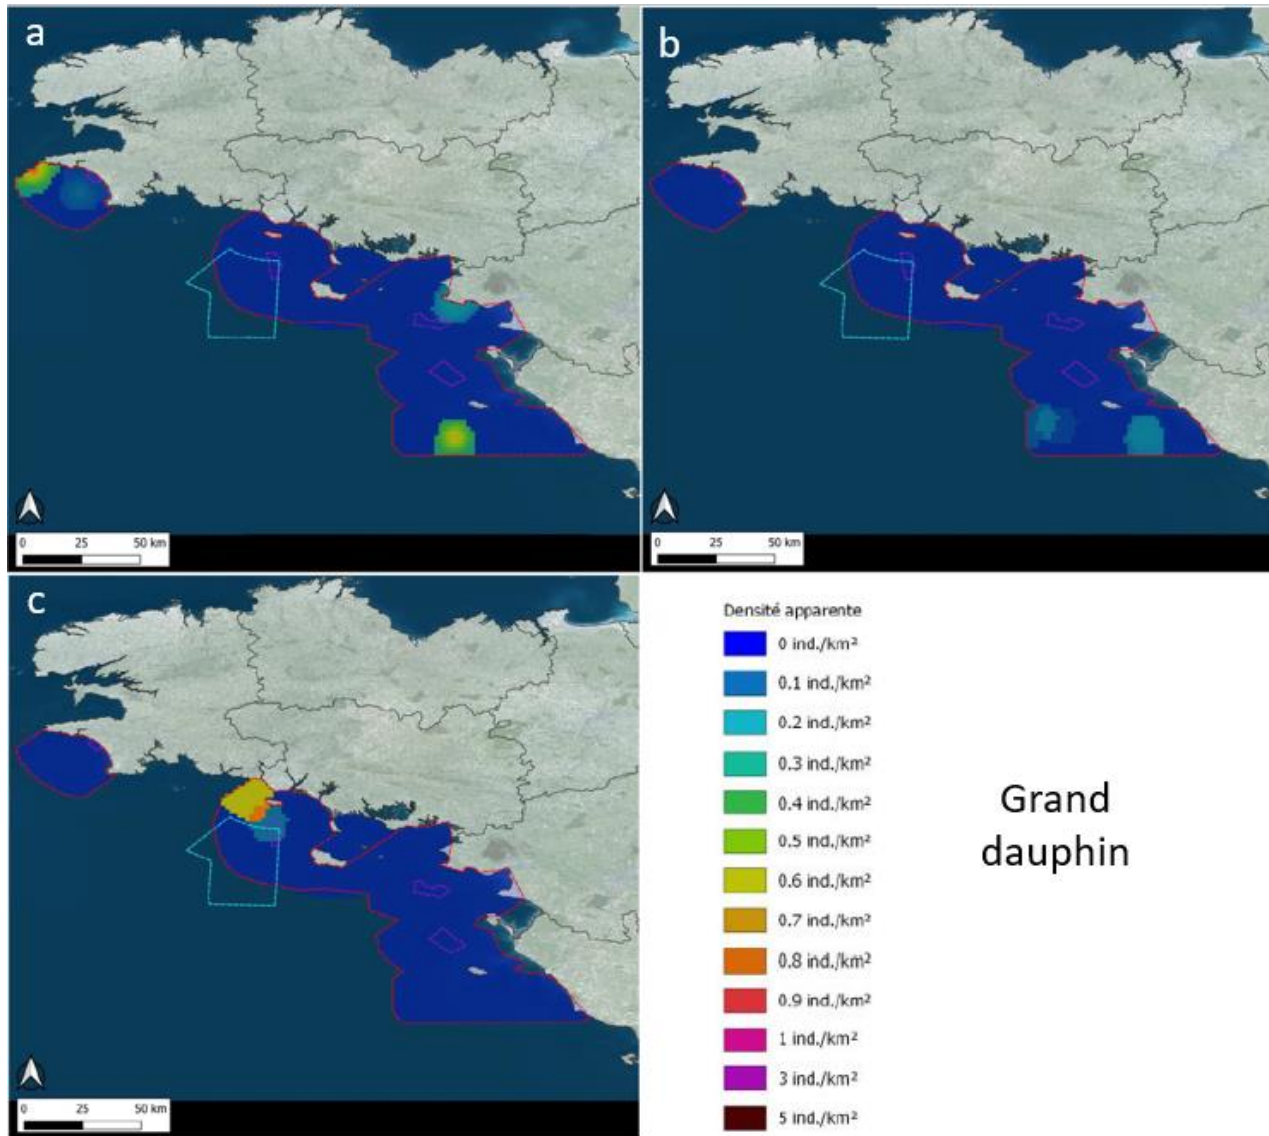 a
b
0 25 50 km
0 25 50 km
c
0 25 50 km
Densité apparente
0 ind./km²
0.1 ind./km²
0.2 ind./km²
0.3 ind./km²
0.4 ind./km²
0.5 ind./km²
0.6 ind./km²
0.7 ind./km²
0.8 ind./km²
0.9 ind./km²
1 ind./km²
3 ind./km²
5 ind./km²
Grand
dauphin